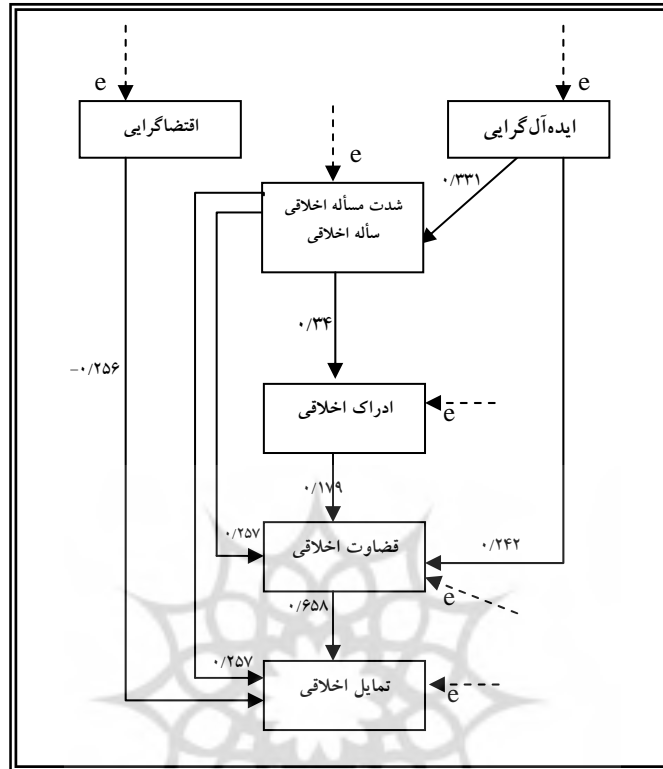 e
e
اقتضاگرایی
ایده‌آل‌گرایی
e
۰/۳۳۱
شدت مسأله اخلاقی
سأله اخلاقی
۰/۳۴
-۰/۲۵۶
ادراک اخلاقی
e
۰/۱۷۹
۰/۲۵۷
قضاوت اخلاقی
۰/۲۴۲
e
۰/۶۵۸
۰/۲۵۷
تمایل اخلاقی
e